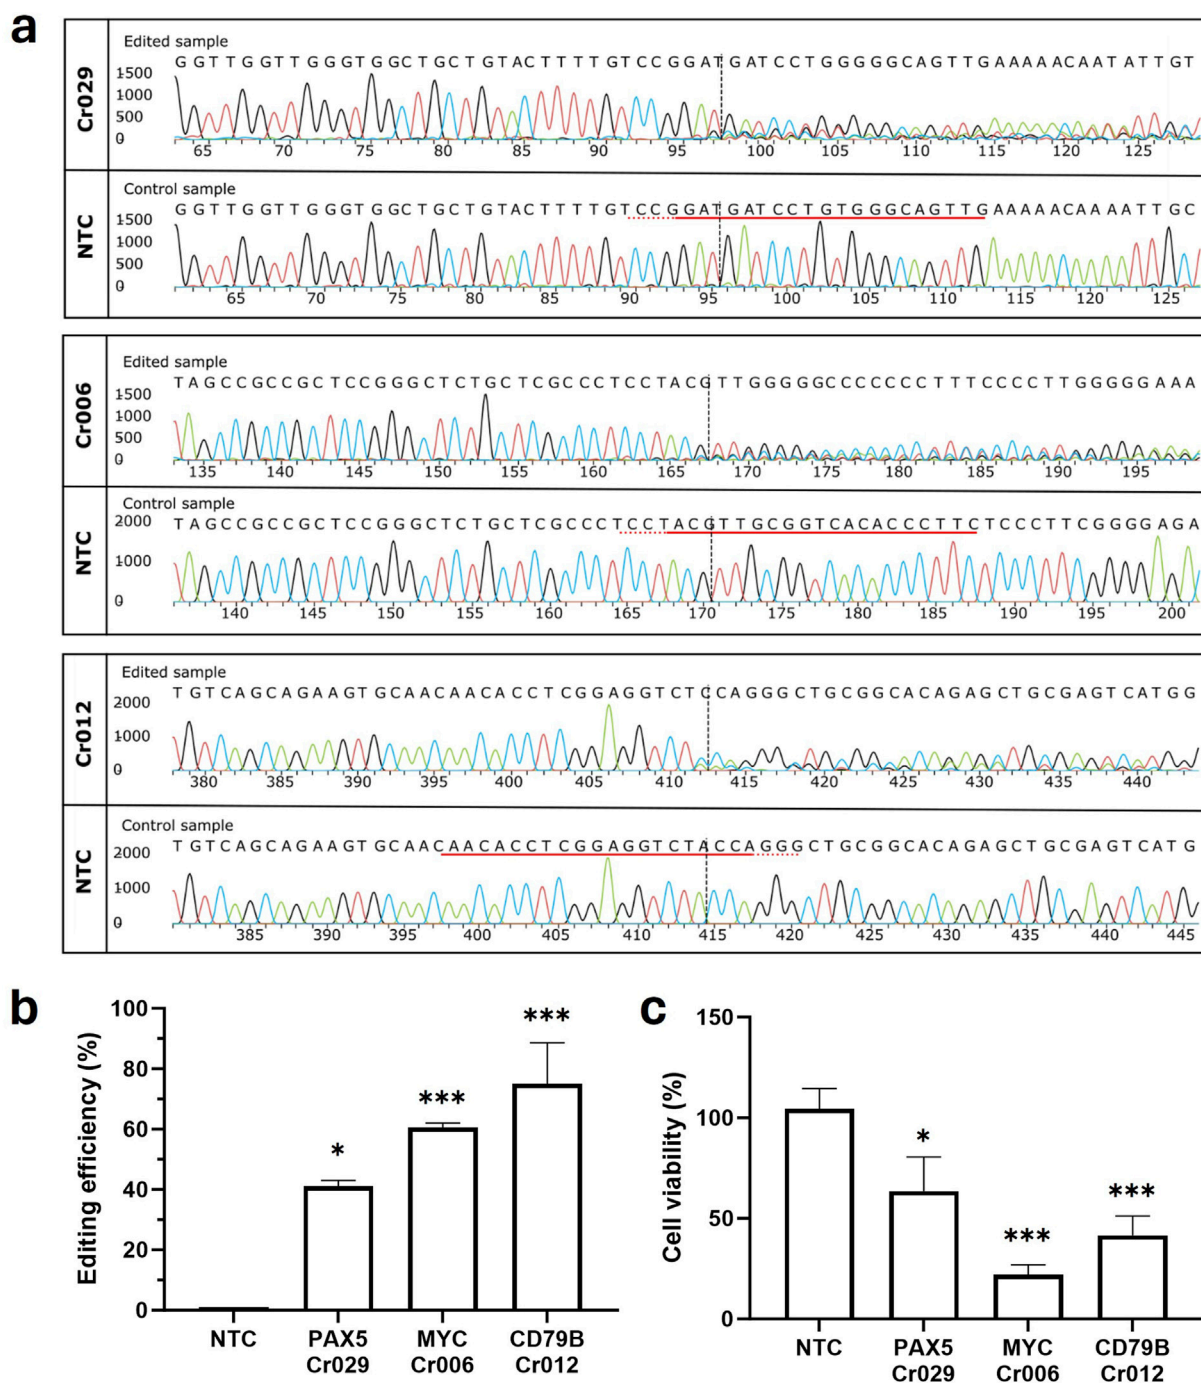 a
Cr029
Edited sample
GGTTGGTTGGGTGGCTGCTGTACTTTTGTCCGGATGATCCTGGGGGCAGTTGAAAAACAATATTGT
1500
1000
500
0
65 70 75 80 85 90 95 100 105 110 115 120 125
NTC
Control sample
GGTTGGTTGGGTGGCTGCTGTACTTTTGTCCGGATGATCCTGTGGGCAGTTGAAAAACAAAATTGC
1500
1000
500
0
65 70 75 80 85 90 95 100 105 110 115 120 125
Cr006
Edited sample
TAGCCGCCGCTCCGGGCTCTGCTCGCCCTCCTACGTTGGGGGCCCCCCCTTTCCCCTTGGGGGAAA
1500
1000
500
0
135 140 145 150 155 160 165 170 175 180 185 190 195
NTC
Control sample
TAGCCGCCGCTCCGGGCTCTGCTCGCCCTCCTACGTTGCGGTCACACCCTTCTCCCTTCGGGGAGA
2000
1000
0
140 145 150 155 160 165 170 175 180 185 190 195 200
Cr012
Edited sample
TGTCAGCAGAAGTGCAACAACACCTCGGAGGTCTCCAGGGCTGCGGCACAGAGCTGCGAGTCATGG
2000
1000
0
380 385 390 395 400 405 410 415 420 425 430 435 440
NTC
Control sample
TGTCAGCAGAAGTGCAACAACACCTCGGAGGTCTACCAGGGCTGCGGCACAGAGCTGCGAGTCATG
2000
1000
0
385 390 395 400 405 410 415 420 425 430 435 440 445
b
Editing efficiency (%)
100
80
60
40
20
0
*
***
***
NTC PAX5 MYC CD79B
Cr029 Cr006 Cr012
c
Cell viability (%)
150
100
50
0
*
***
***
NTC PAX5 MYC CD79B
Cr029 Cr006 Cr012